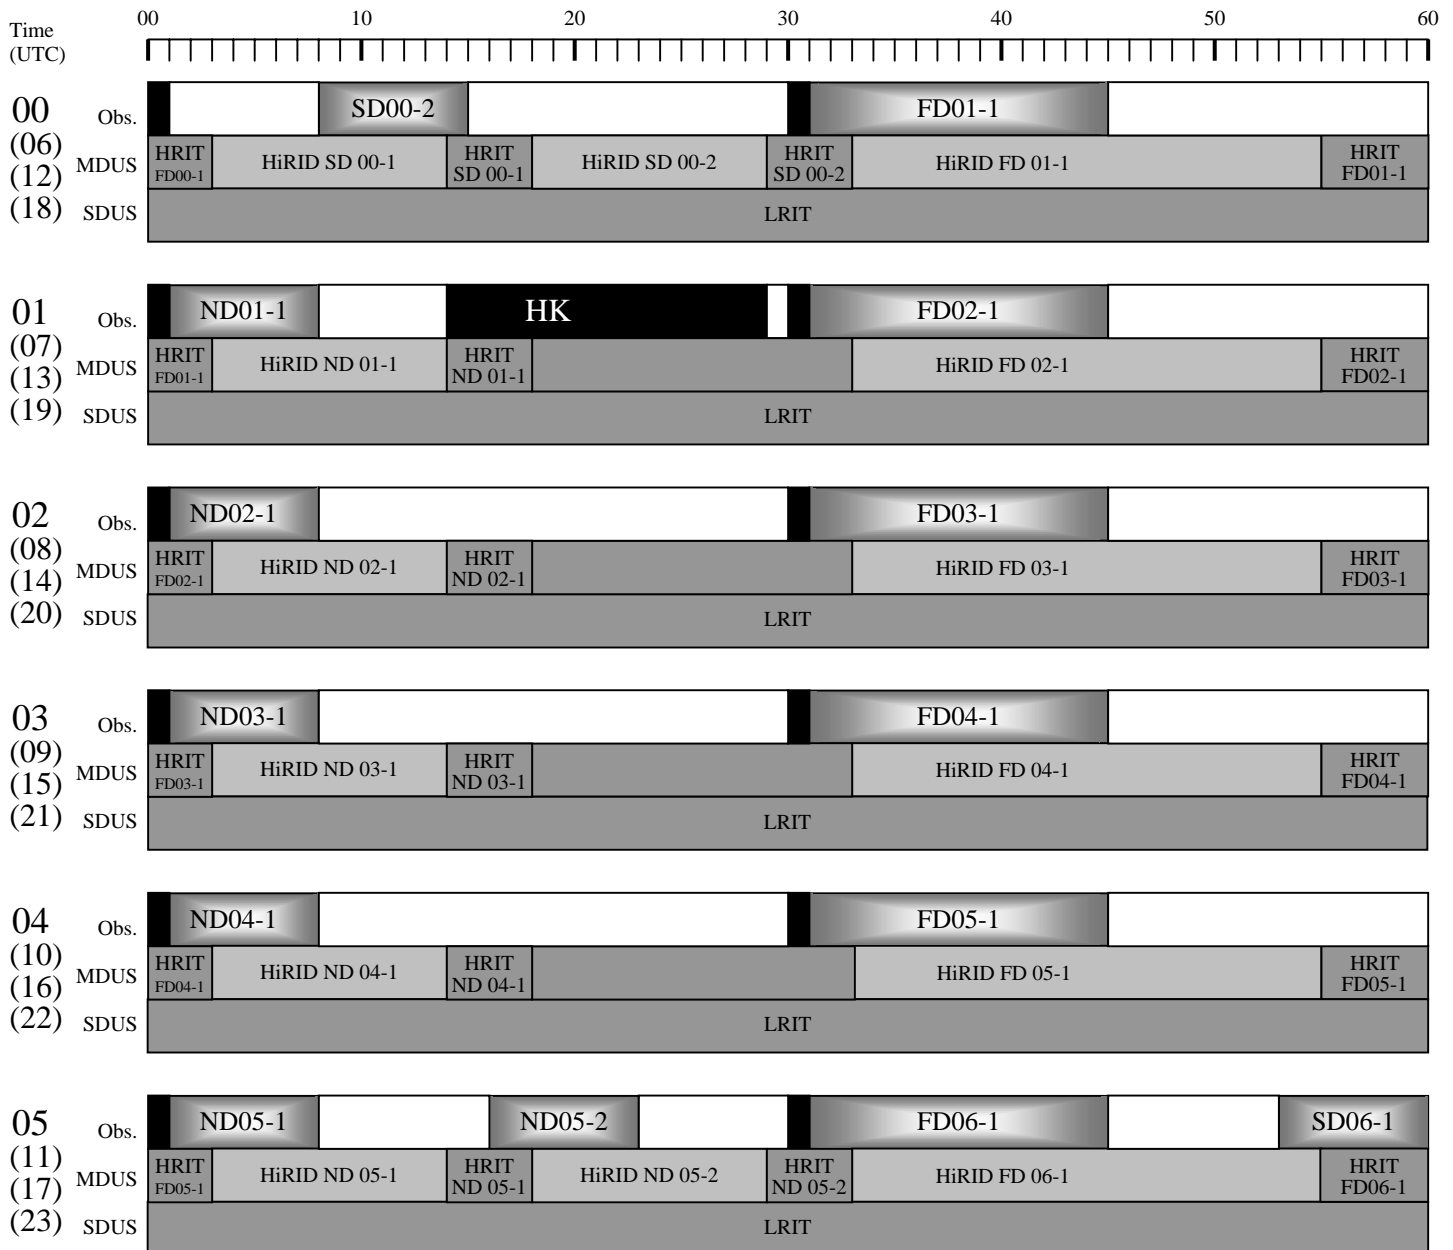 Time
(UTC)
00 10 20 30 40 50 60
00
(06)
(12)
(18)
Obs. SD00-2 FD01-1
MDUS HRIT FD00-1 HiRID SD 00-1 HRIT SD 00-1 HiRID SD 00-2 HRIT SD 00-2 HiRID FD 01-1 HRIT FD01-1
SDUS LRIT
01
(07)
(13)
(19)
Obs. ND01-1 HK FD02-1
MDUS HRIT FD01-1 HiRID ND 01-1 HRIT ND 01-1 HiRID FD 02-1 HRIT FD02-1
SDUS LRIT
02
(08)
(14)
(20)
Obs. ND02-1 FD03-1
MDUS HRIT FD02-1 HiRID ND 02-1 HRIT ND 02-1 HiRID FD 03-1 HRIT FD03-1
SDUS LRIT
03
(09)
(15)
(21)
Obs. ND03-1 FD04-1
MDUS HRIT FD03-1 HiRID ND 03-1 HRIT ND 03-1 HiRID FD 04-1 HRIT FD04-1
SDUS LRIT
04
(10)
(16)
(22)
Obs. ND04-1 FD05-1
MDUS HRIT FD04-1 HiRID ND 04-1 HRIT ND 04-1 HiRID FD 05-1 HRIT FD05-1
SDUS LRIT
05
(11)
(17)
(23)
Obs. ND05-1 ND05-2 FD06-1 SD06-1
MDUS HRIT FD05-1 HiRID ND 05-1 HRIT ND 05-1 HiRID ND 05-2 HRIT ND 05-2 HiRID FD 06-1 HRIT FD06-1
SDUS LRIT